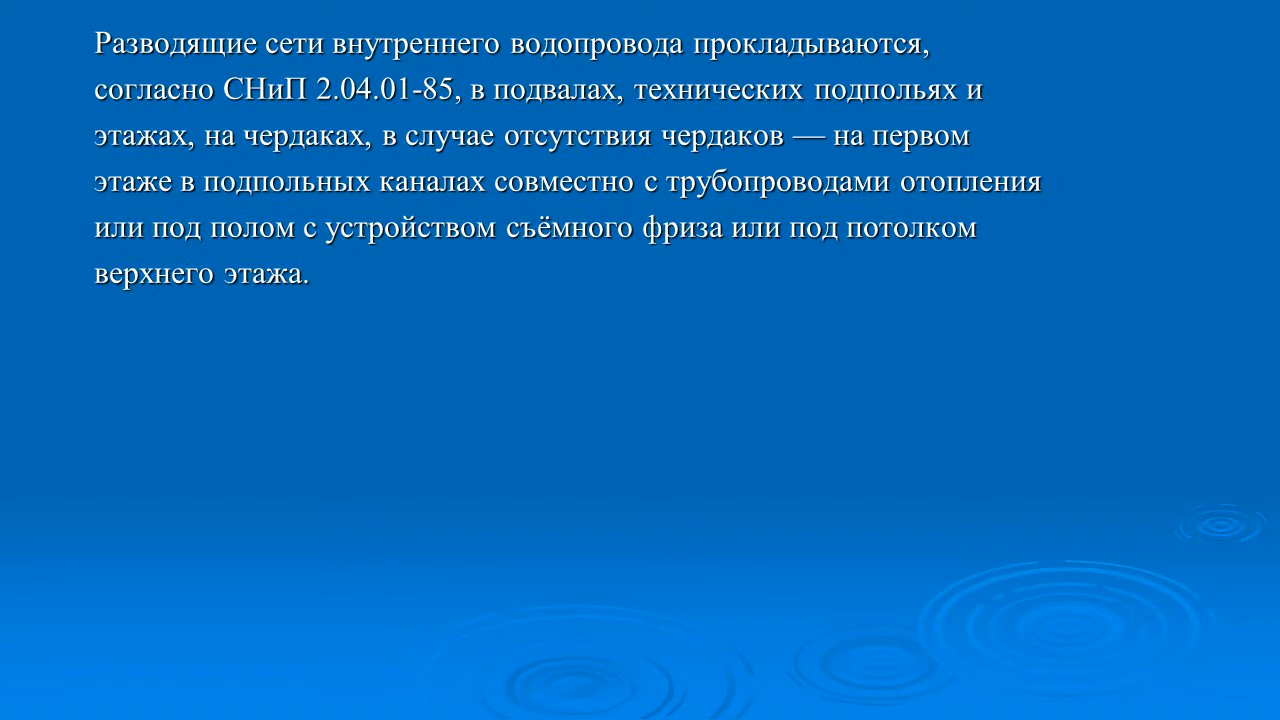 Разводящие сети внутреннего водопровода прокладываются,
согласно СНиП 2.04.01-85, в подвалах, технических подпольях и
этажах, на чердаках, в случае отсутствия чердаков — на первом
этаже в подпольных каналах совместно с трубопроводами отопления
или под полом с устройством съёмного фриза или под потолком
верхнего этажа.